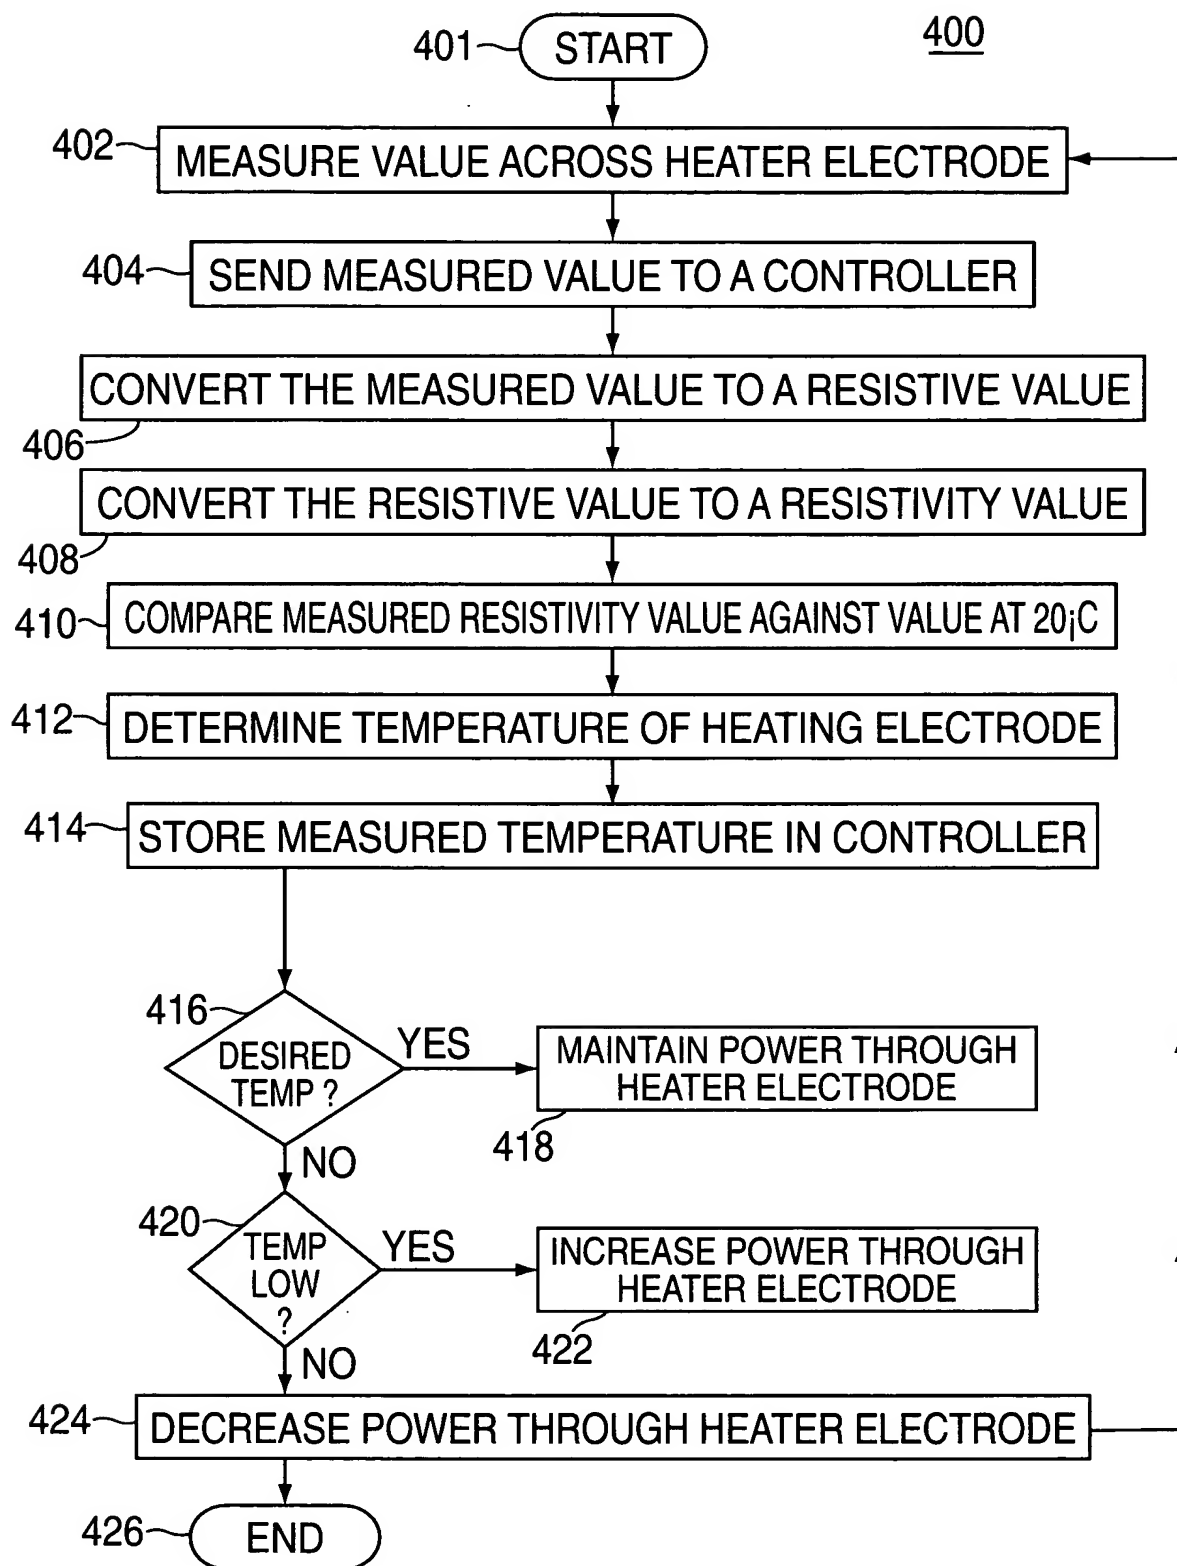 400
401
START
402
MEASURE VALUE ACROSS HEATER ELECTRODE
404
SEND MEASURED VALUE TO A CONTROLLER
CONVERT THE MEASURED VALUE TO A RESISTIVE VALUE
406
CONVERT THE RESISTIVE VALUE TO A RESISTIVITY VALUE
408
410
COMPARE MEASURED RESISTIVITY VALUE AGAINST VALUE AT 20¡C
412
DETERMINE TEMPERATURE OF HEATING ELECTRODE
414
STORE MEASURED TEMPERATURE IN CONTROLLER
416
DESIRED
TEMP ?
YES
MAINTAIN POWER THROUGH
HEATER ELECTRODE
418
NO
420
TEMP
LOW
?
YES
INCREASE POWER THROUGH
HEATER ELECTRODE
422
NO
424
DECREASE POWER THROUGH HEATER ELECTRODE
426
END